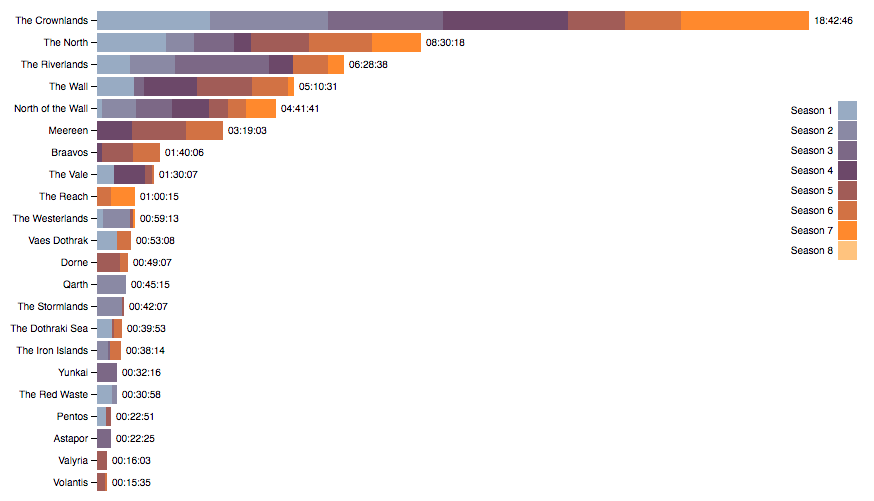 The Crownlands 18:42:46
The North 08:30:18
The Riverlands 06:28:38
The Wall 05:10:31
North of the Wall 04:41:41
Meereen 03:19:03
Braavos 01:40:06
The Vale 01:30:07
The Reach 01:00:15
The Westerlands 00:59:13
Vaes Dothrak 00:53:08
Dorne 00:49:07
Qarth 00:45:15
The Stormlands 00:42:07
The Dothraki Sea 00:39:53
The Iron Islands 00:38:14
Yunkai 00:32:16
The Red Waste 00:30:58
Pentos 00:22:51
Astapor 00:22:25
Valyria 00:16:03
Volantis 00:15:35
Season 1
Season 2
Season 3
Season 4
Season 5
Season 6
Season 7
Season 8